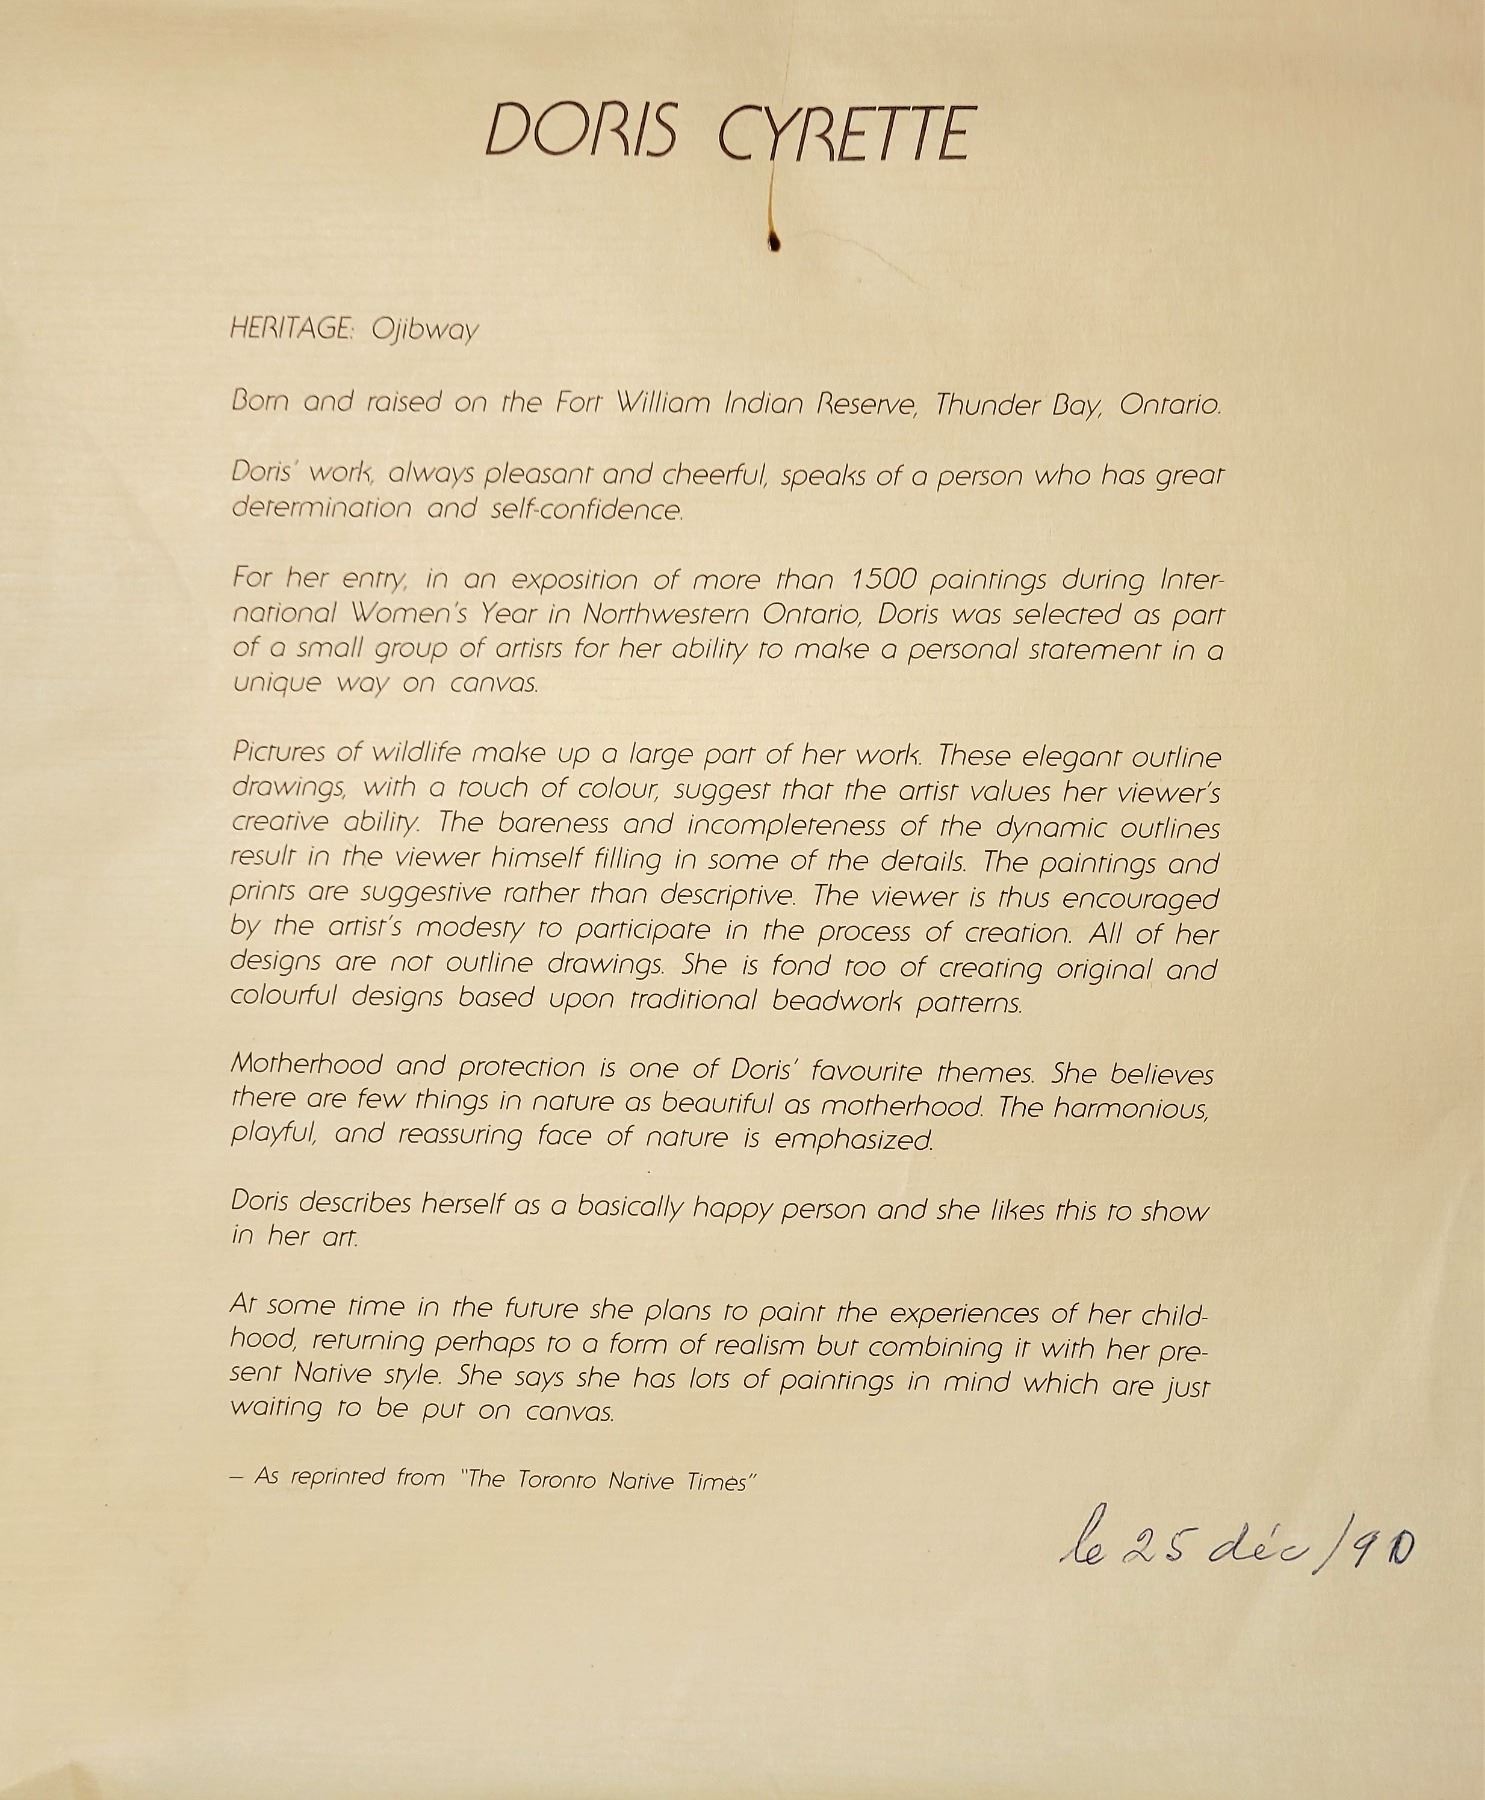 DORIS CYRETTE
HERITAGE: Ojibway
Born and raised on the Fort William Indian Reserve, Thunder Bay, Ontario.
Doris' work, always pleasant and cheerful, speaks of a person who has great
determination and self-confidence.
For her entry, in an exposition of more than 1500 paintings during Inter-
national Women's Year in Northwestern Ontario, Doris was selected as part
of a small group of artists for her ability to make a personal statement in a
unique way on canvas.
Pictures of wildlife make up a large part of her work. These elegant outline
drawings, with a touch of colour, suggest that the artist values her viewer's
creative ability. The bareness and incompleteness of the dynamic outlines
result in the viewer himself filling in some of the details. The paintings and
prints are suggestive rather than descriptive. The viewer is thus encouraged
by the artist's modesty to participate in the process of creation. All of her
designs are not outline drawings. She is fond too of creating original and
colourful designs based upon traditional beadwork patterns.
Motherhood and protection is one of Doris' favourite themes. She believes
there are few things in nature as beautiful as motherhood. The harmonious,
playful, and reassuring face of nature is emphasized.
Doris describes herself as a basically happy person and she likes this to show
in her art.
At some time in the future she plans to paint the experiences of her child-
hood, returning perhaps to a form of realism but combining it with her pre-
sent Native style. She says she has lots of paintings in mind which are just
waiting to be put on canvas.
– As reprinted from "The Toronto Native Times"
le 25 déc/90